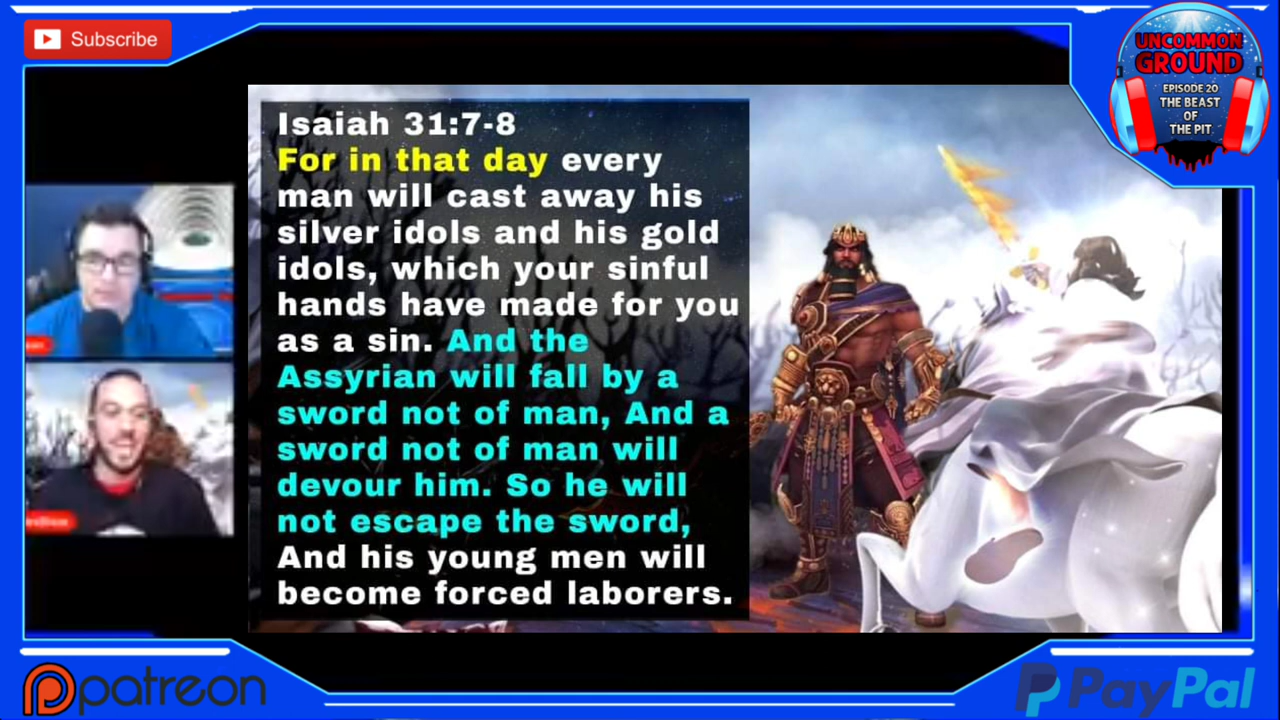 Subscribe
UNCOMMON
GROUND
EPISODE 20
THE BEAST
OF
THE PIT
Isaiah 31:7-8
For in that day every
man will cast away his
silver idols and his gold
idols, which your sinful
hands have made for you
as a sin. And the
Assyrian will fall by a
sword not of man, And a
sword not of man will
devour him. So he will
not escape the sword,
And his young men will
become forced laborers.
patreon
PayPal